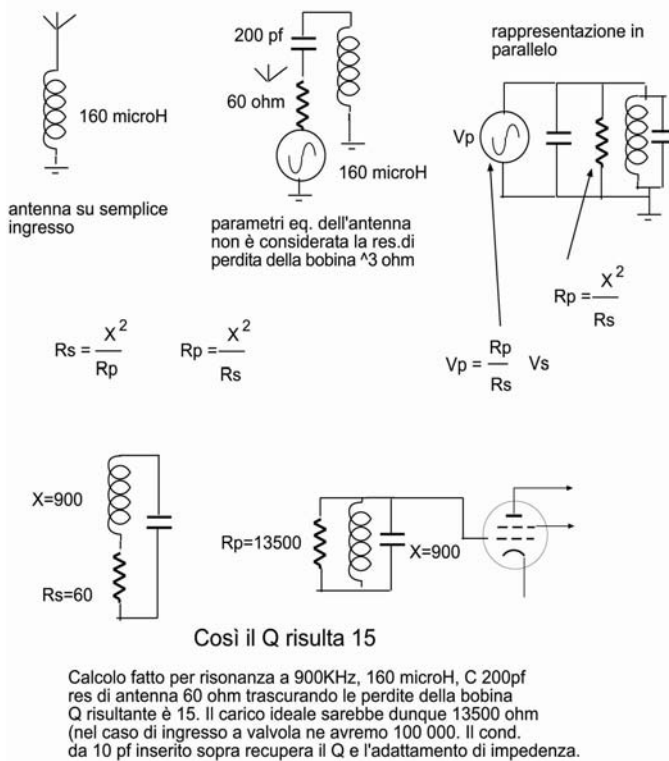 200 pf
rappresentazione in
parallelo
160 microH
60 ohm
Vp
160 microH
antenna su semplice
ingresso
parametri eq. dell'antenna
non è considerata la res.di
perdita della bobina ^3 ohm
Rp = X²/Rs
Rs = X²/Rp
Rp = X²/Rs
Vp = Rp/Rs Vs
X=900
Rp=13500
X=900
Rs=60
Così il Q risulta 15
Calcolo fatto per risonanza a 900KHz, 160 microH, C 200pf
res di antenna 60 ohm trascurando le perdite della bobina
Q risultante è 15. Il carico ideale sarebbe dunque 13500 ohm
(nel caso di ingresso a valvola ne avremo 100 000. Il cond.
da 10 pf inserito sopra recupera il Q e l'adattamento di impedenza.